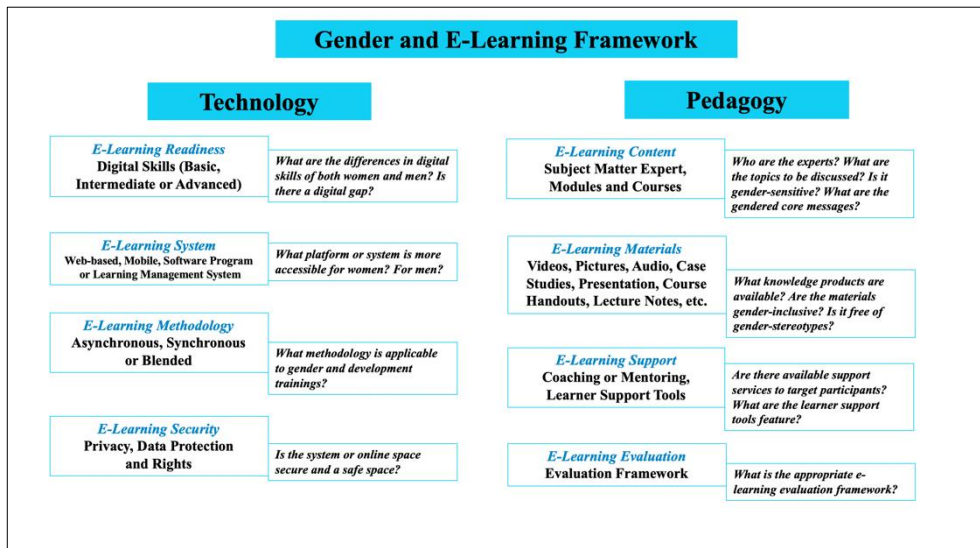 Gender and E-Learning Framework
Technology
E-Learning Readiness
Digital Skills (Basic,
Intermediate or Advanced)
What are the differences in digital
skills of both women and men? Is
there a digital gap?
E-Learning System
Web-based, Mobile, Software Program
or Learning Management System
What platform or system is more
accessible for women? For men?
E-Learning Methodology
Asynchronous, Synchronous
or Blended
What methodology is applicable
to gender and development
trainings?
E-Learning Security
Privacy, Data Protection
and Rights
Is the system or online space
secure and a safe space?
Pedagogy
E-Learning Content
Subject Matter Expert,
Modules and Courses
Who are the experts? What are
the topics to be discussed? Is it
gender-sensitive? What are the
gendered core messages?
E-Learning Materials
Videos, Pictures, Audio, Case
Studies, Presentation, Course
Handouts, Lecture Notes, etc.
What knowledge products are
available? Are the materials
gender-inclusive? Is it free of
gender-stereotypes?
E-Learning Support
Coaching or Mentoring,
Learner Support Tools
Are there available support
services to target participants?
What are the learner support
tools feature?
E-Learning Evaluation
Evaluation Framework
What is the appropriate e-
learning evaluation framework?